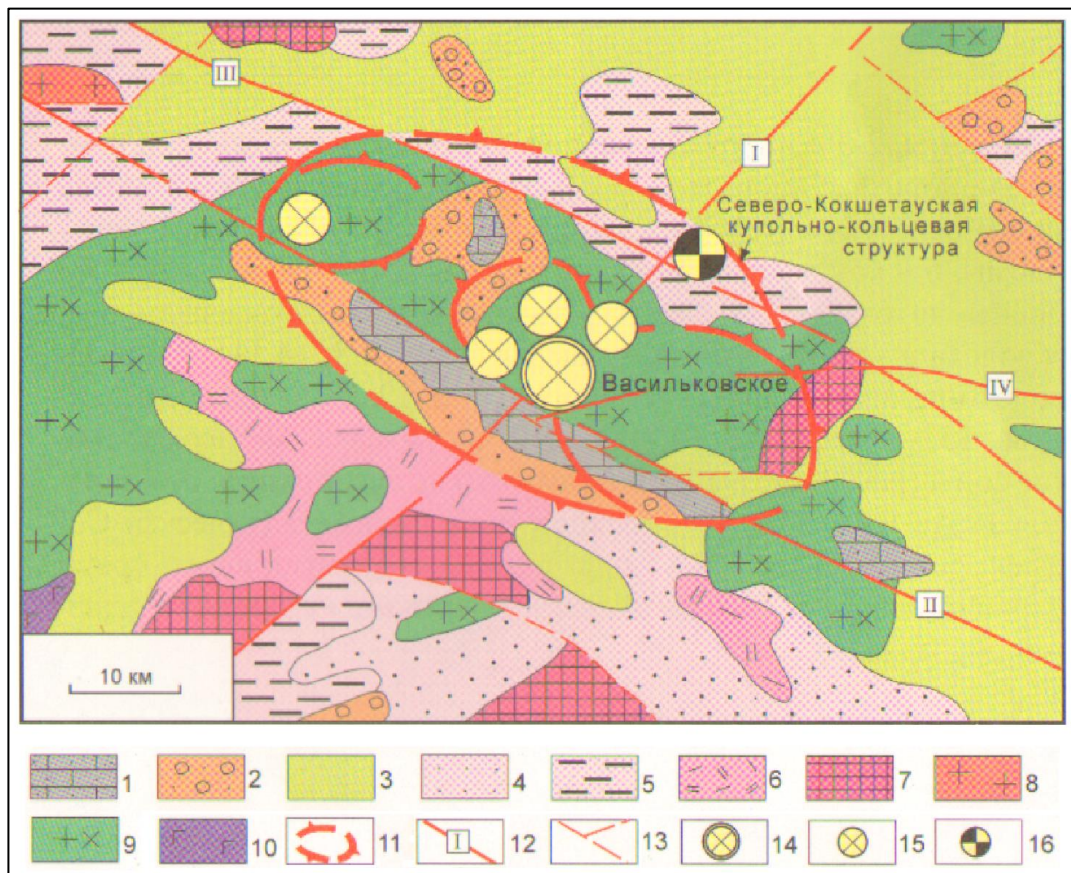 III
I
Северо-Кокшетауская
купольно-кольцевая
структура
Васильковское
IV
II
10 км
1 2 3 4 5 6 7 8
9 10 11 I 12 13 14 15 16